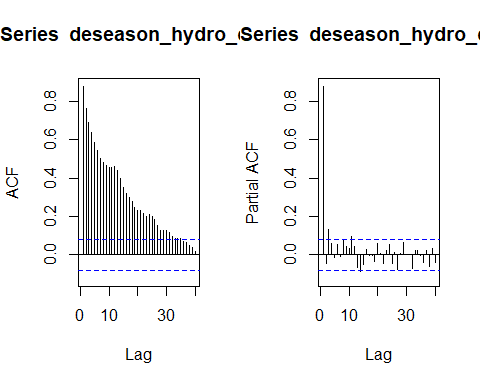 Series deseason_hydro_
Series deseason_hydro_
ACF
0.0 0.2 0.4 0.6 0.8
0 10 30
Lag
Partial ACF
0.0 0.2 0.4 0.6 0.8
0 10 30
Lag